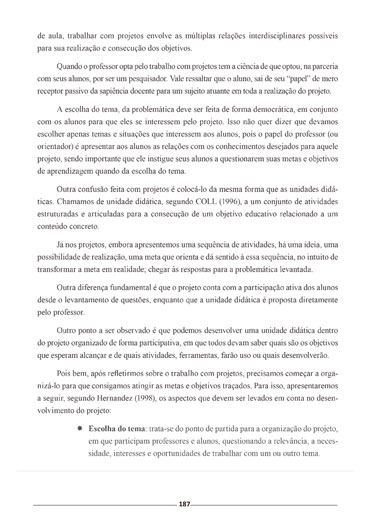 de aula, trabalhar com projetos envolve as múltiplas relações interdisciplinares possíveis
para sua realização e consecução dos objetivos.
Quando o professor opta pelo trabalho com projetos tem a ciência de que optou, na parceria
com seus alunos, por ser um pesquisador. Vale ressaltar que o aluno, sai de seu “papel” de mero
receptor passivo da sapiência docente para um sujeito atuante em toda a realização do projeto.
A escolha do tema, da problemática deve ser feita de forma democrática, em conjunto
com os alunos para que eles se interessem pelo projeto. Isso não quer dizer que devamos
escolher apenas temas e situações que interessem aos alunos, pois o papel do professor (ou
orientador) é apresentar aos alunos as relações com os conhecimentos desejados para aquele
projeto, sendo importante que ele instigue seus alunos a questionarem suas metas e objetivos
de aprendizagem quando da escolha do tema.
Outra confusão feita com projetos é colocá-lo da mesma forma que as unidades didá-
ticas. Chamamos de unidade didática, segundo COLL (1996), a um conjunto de atividades
estruturadas e articuladas para a consecução de um objetivo educativo relacionado a um
conteúdo concreto.
Já nos projetos, embora apresentemos uma sequência de atividades, há uma ideia, uma
possibilidade de realização, uma meta que orienta e dá sentido à essa sequência, no intuito de
transformar a meta em realidade; chegar às respostas para a problemática levantada.
Outra diferença fundamental é que o projeto conta com a participação ativa dos alunos
desde o levantamento de questões, enquanto que a unidade didática é proposta diretamente
pelo professor.
Outro ponto a ser observado é que podemos desenvolver uma unidade didática dentro
do projeto organizado de forma participativa, em que todos devam saber quais são os objetivos
que esperam alcançar e de quais atividades, ferramentas, farão uso ou quais desenvolverão.
Pois bem, após refletirmos sobre o trabalho com projetos, precisamos começar a orga-
nizá-lo para que consigamos atingir as metas e objetivos traçados. Para isso, apresentaremos
a seguir, segundo Hernandez (1998), os aspectos que devem ser levados em conta no desen-
volvimento do projeto:
✱ Escolha do tema: trata-se do ponto de partida para a organização do projeto,
em que participam professores e alunos, questionando a relevância, a neces-
sidade, interesses e oportunidades de trabalhar com um ou outro tema.
187